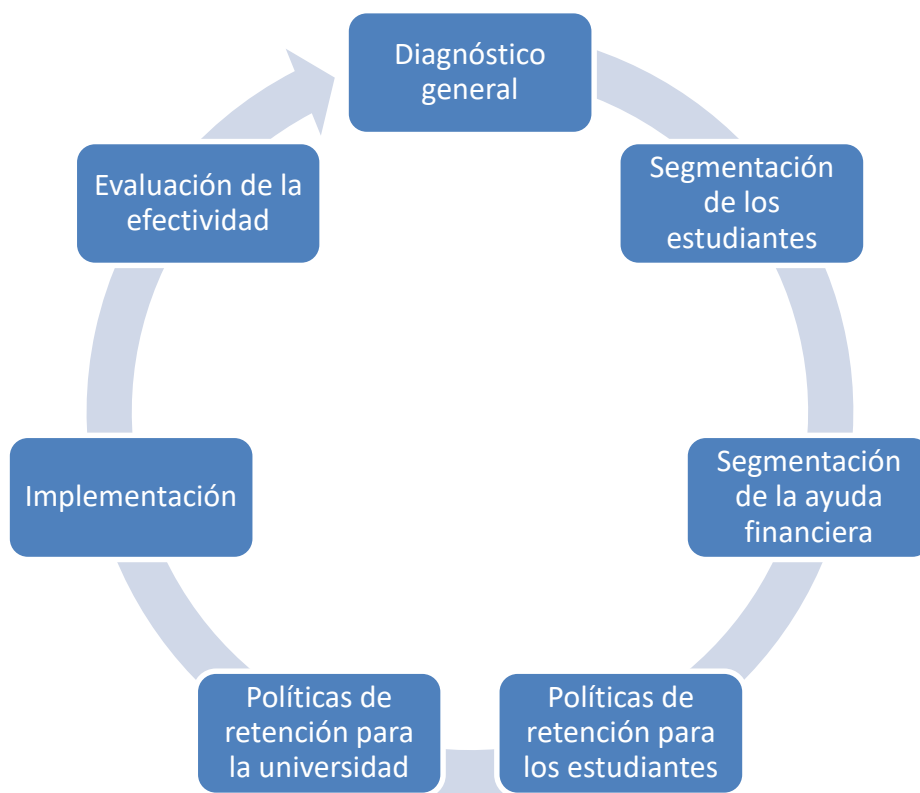 Diagnóstico
general
Segmentación
de los
estudiantes
Segmentación
de la ayuda
financiera
Políticas de
retención para
los estudiantes
Políticas de
retención para
la universidad
Implementación
Evaluación de la
efectividad